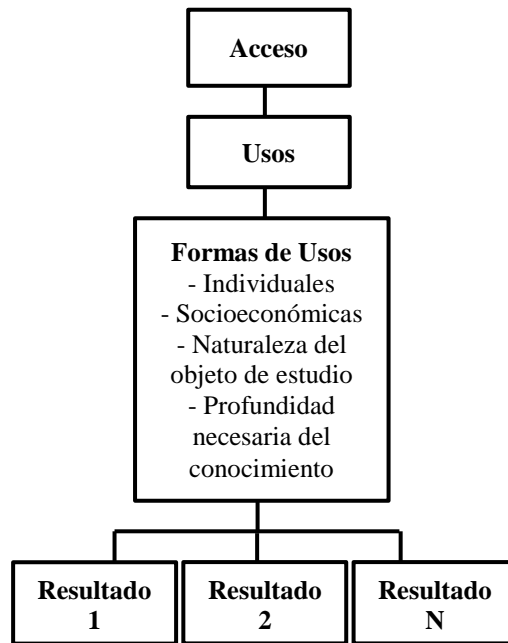 Acceso
Usos
Formas de Usos
- Individuales
- Socioeconómicas
- Naturaleza del
objeto de estudio
- Profundidad
necesaria del
conocimiento
Resultado
1
Resultado
2
Resultado
N